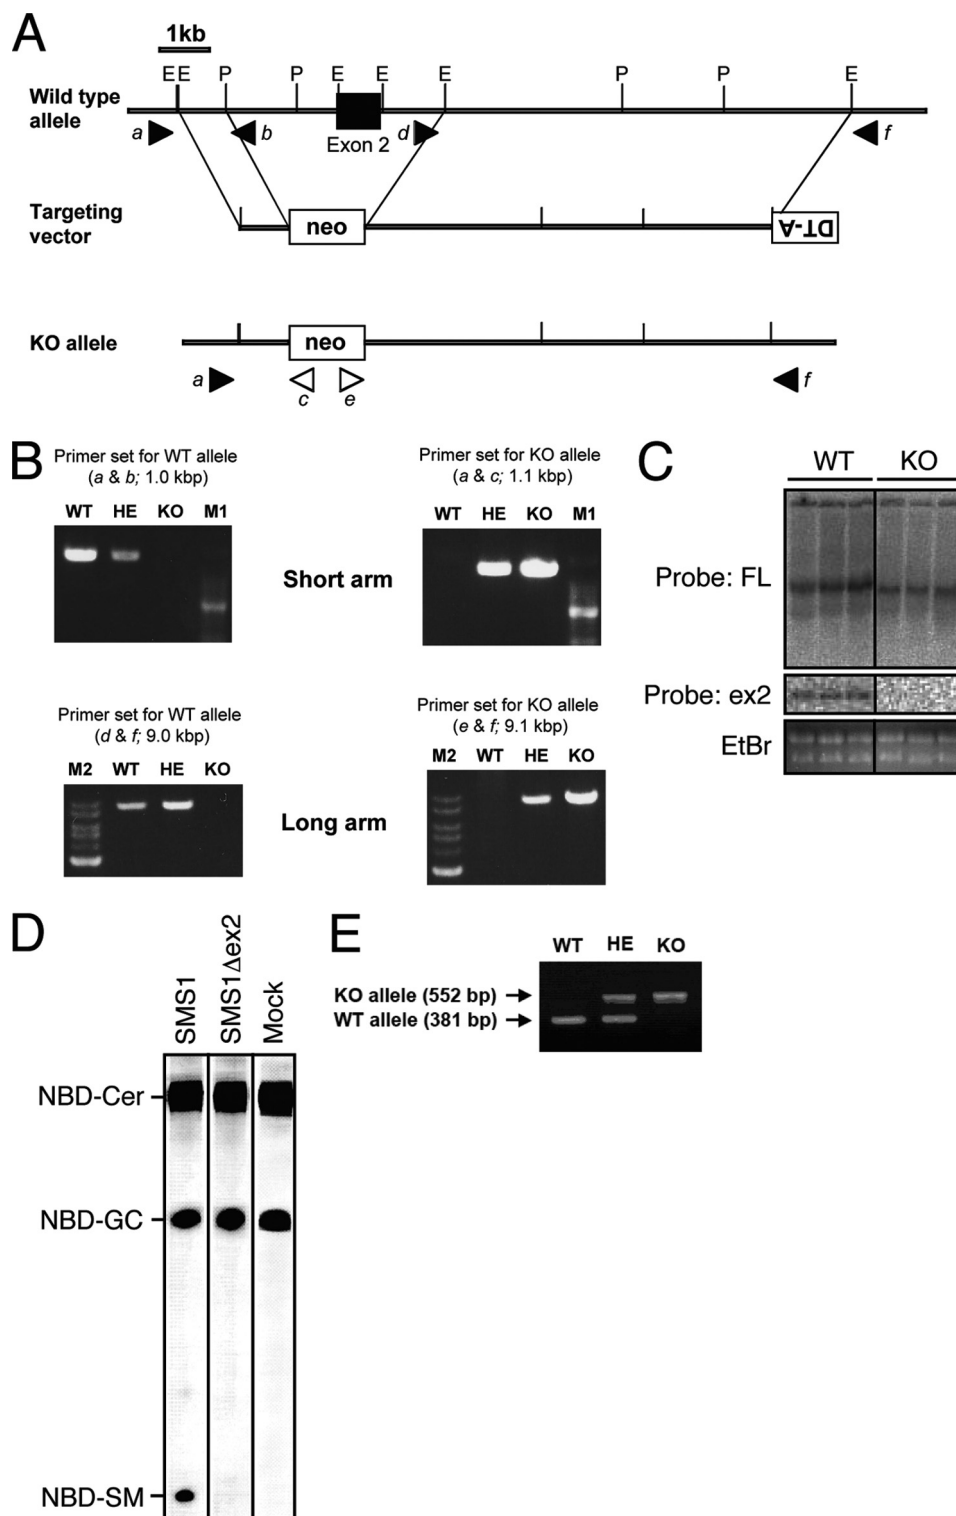 A
1kb
E E P P E E E P P E
Wild type
allele
a b Exon 2 d f
Targeting
vector
neo
DT-A
KO allele
neo
a c e f
B
Primer set for WT allele
(a & b; 1.0 kbp)
WT HE KO M1
Short arm
Primer set for KO allele
(a & c; 1.1 kbp)
WT HE KO M1
Primer set for WT allele
(d & f; 9.0 kbp)
M2 WT HE KO
Long arm
Primer set for KO allele
(e & f; 9.1 kbp)
M2 WT HE KO
C
WT KO
Probe: FL
Probe: ex2
EtBr
D
SMS1
SMS1Δex2
Mock
NBD-Cer
NBD-GC
NBD-SM
E
WT HE KO
KO allele (552 bp)
WT allele (381 bp)